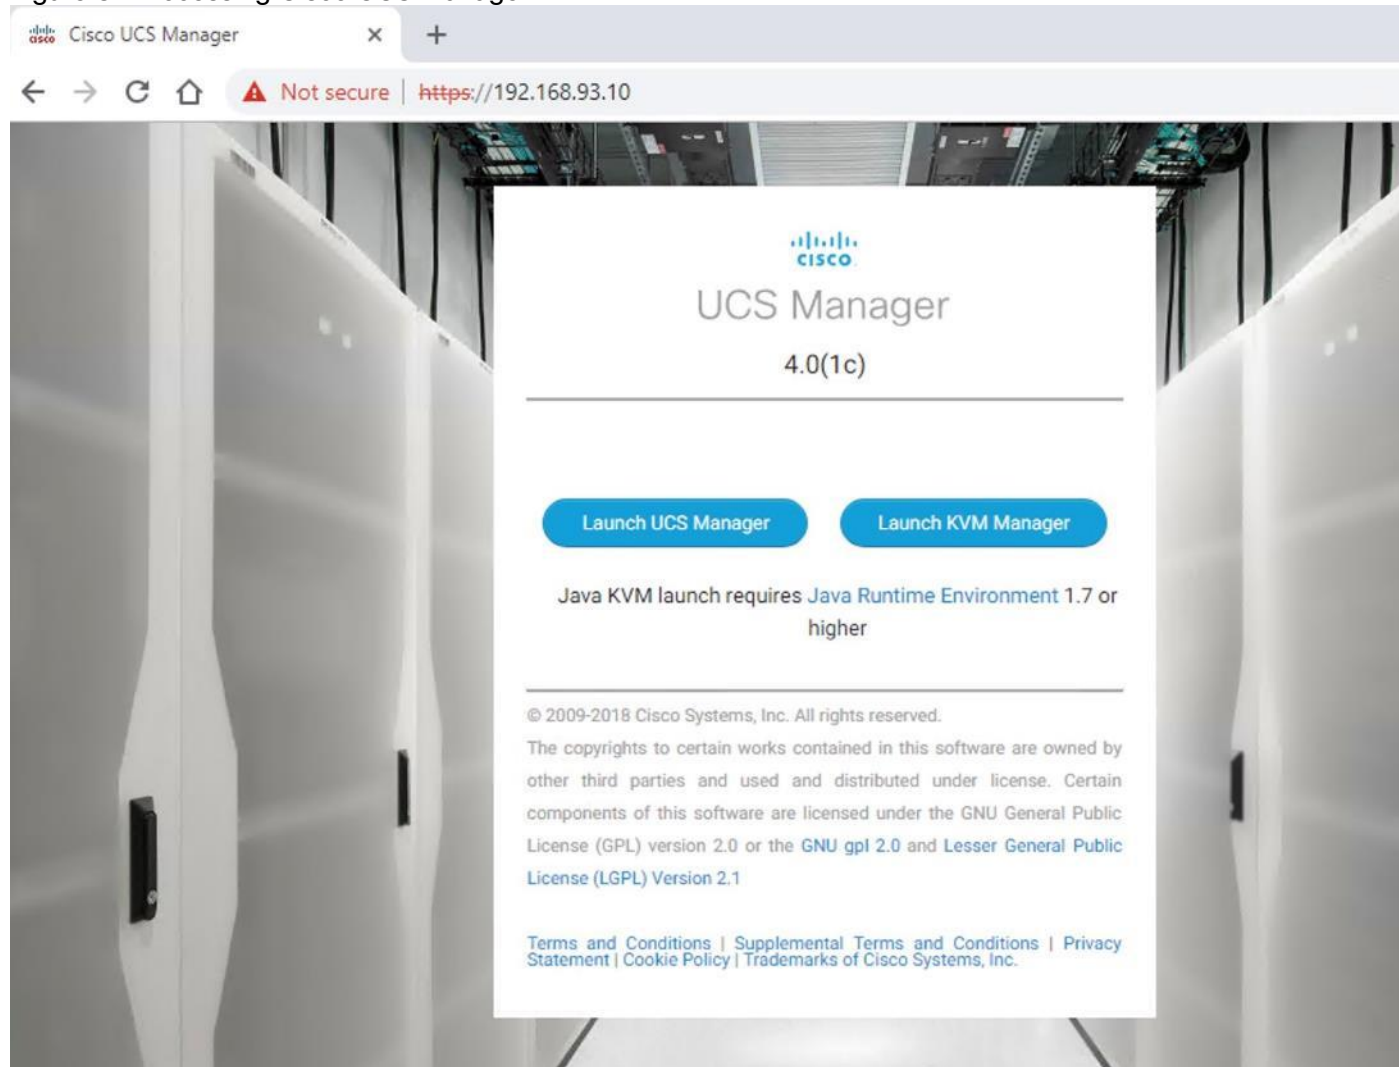 Cisco UCS Manager
Not secure | https://192.168.93.10
CISCO
UCS Manager
4.0(1c)
Launch UCS Manager
Launch KVM Manager
Java KVM launch requires Java Runtime Environment 1.7 or
higher
© 2009-2018 Cisco Systems, Inc. All rights reserved.
The copyrights to certain works contained in this software are owned by
other third parties and used and distributed under license. Certain
components of this software are licensed under the GNU General Public
License (GPL) version 2.0 or the GNU gpl 2.0 and Lesser General Public
License (LGPL) Version 2.1
Terms and Conditions | Supplemental Terms and Conditions | Privacy
Statement | Cookie Policy | Trademarks of Cisco Systems, Inc.